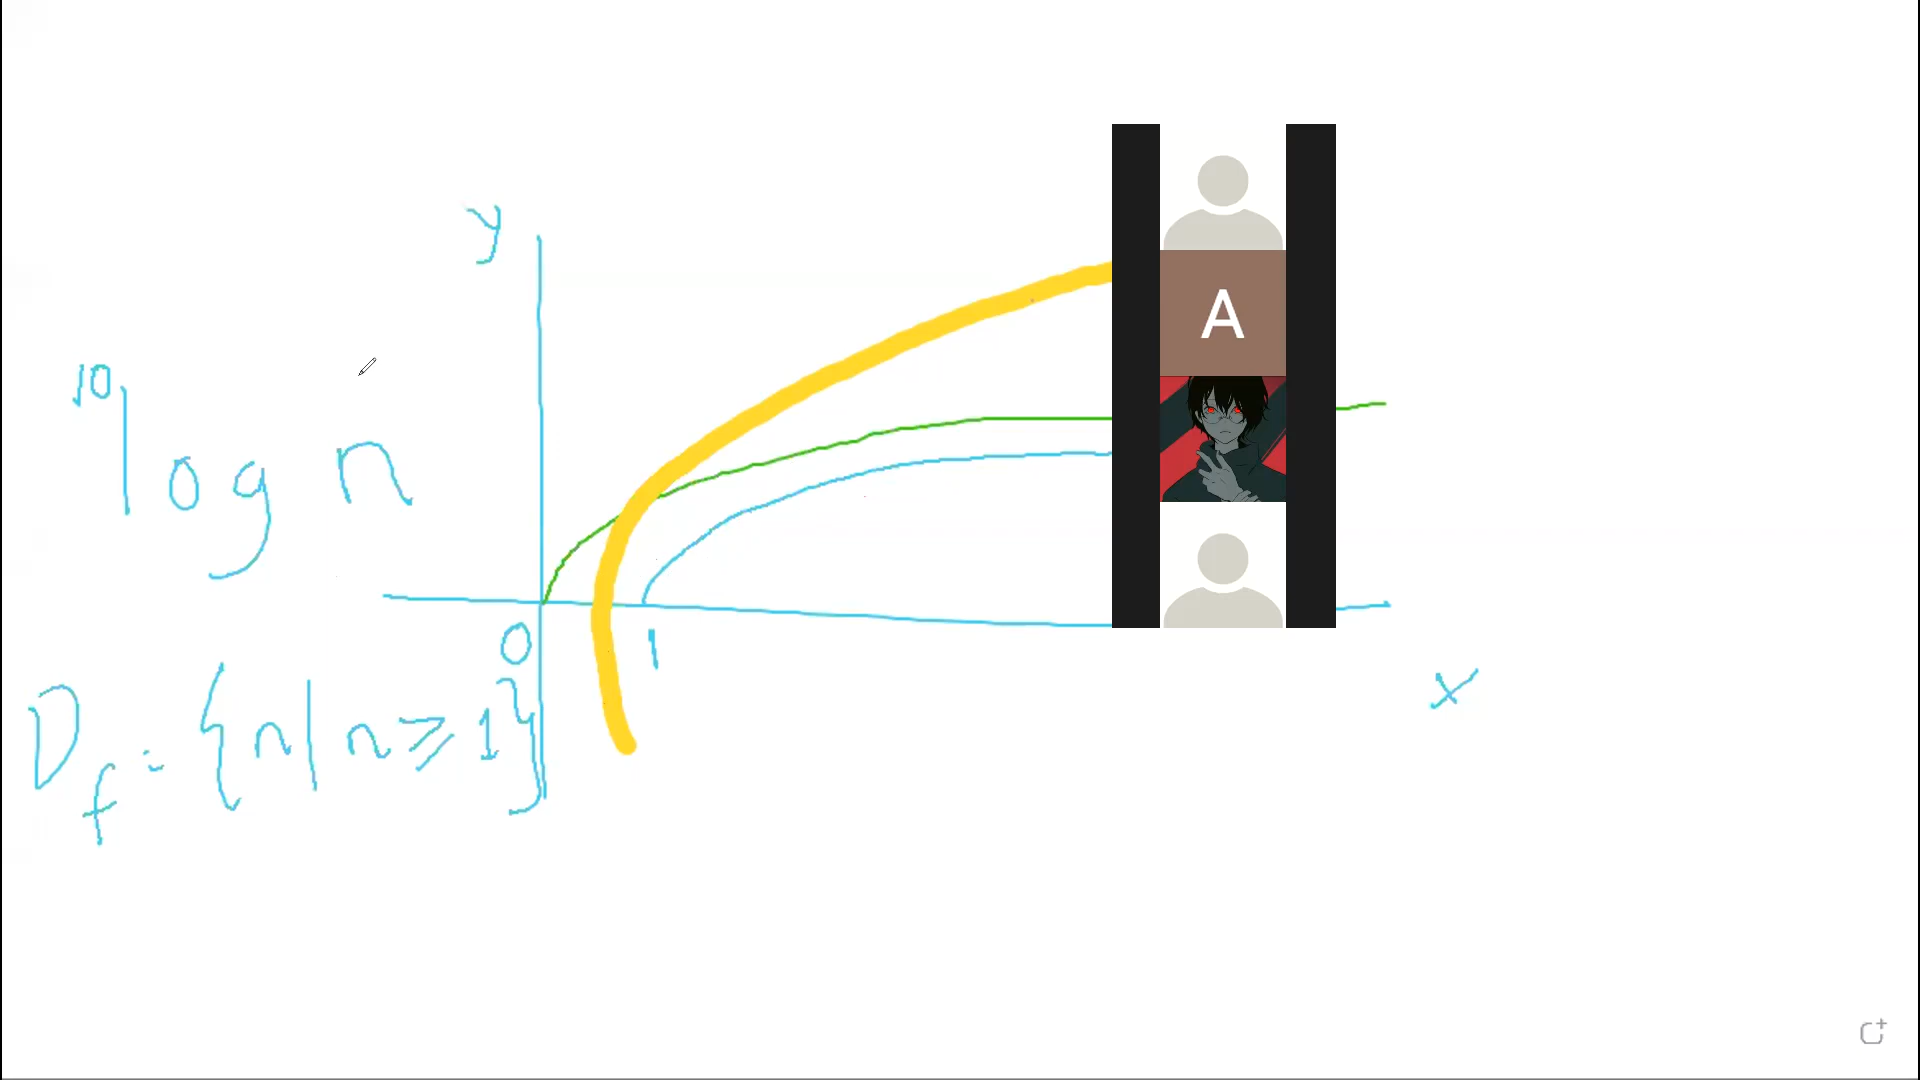 y
A
10log n
0 1
x
D_f = {n | n ≥ 1}